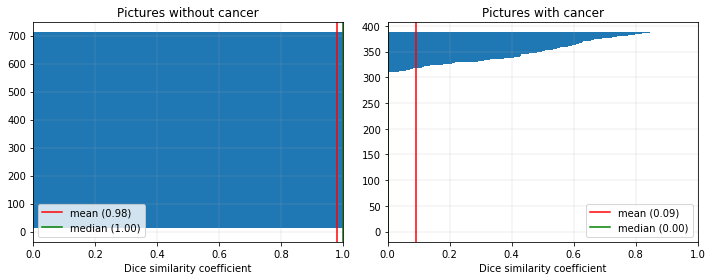 Pictures without cancer
700
600
500
400
300
200
100
0
mean (0.98)
median (1.00)
0.0 0.2 0.4 0.6 0.8 1.0
Dice similarity coefficient
Pictures with cancer
400
350
300
250
200
150
100
50
0
mean (0.09)
median (0.00)
0.0 0.2 0.4 0.6 0.8 1.0
Dice similarity coefficient